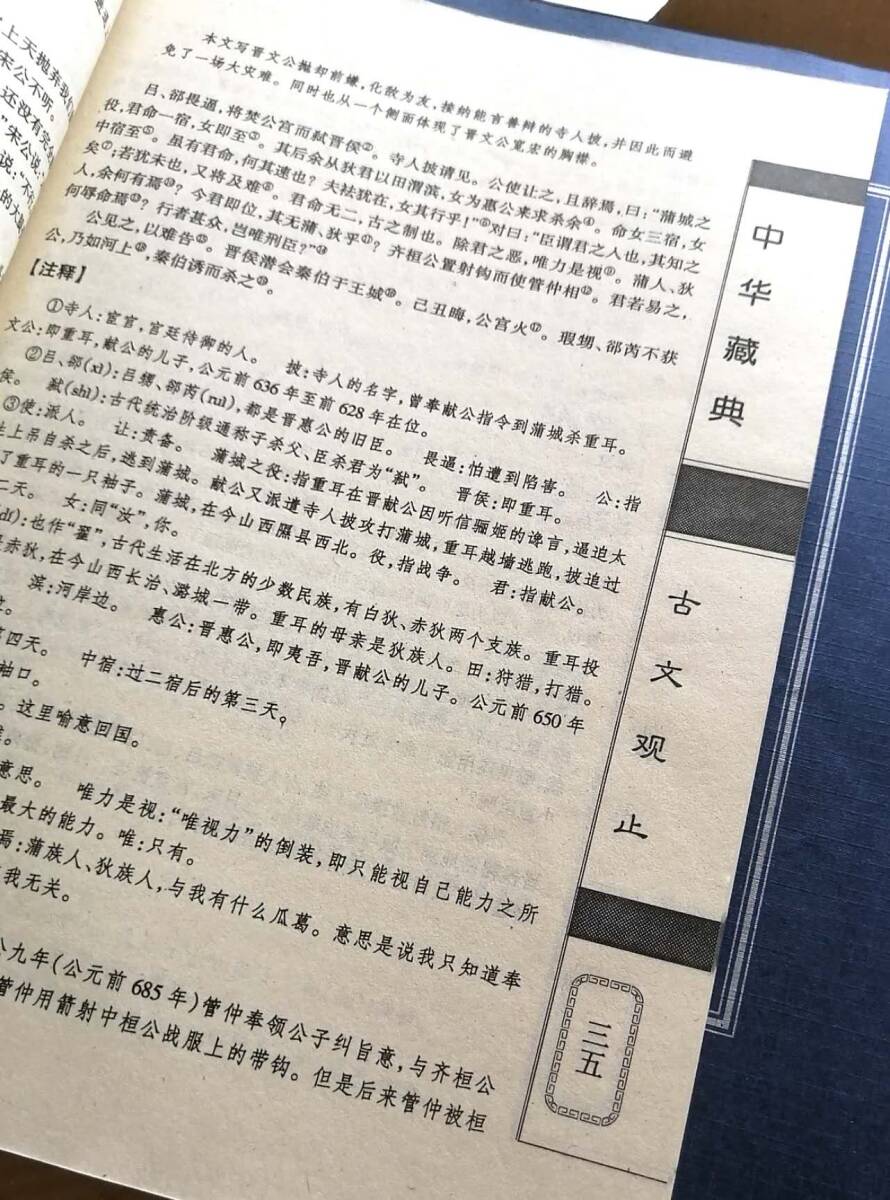 上天抛弃我
宋公不听。
还没有完
”宋公说
说:“不
的大
本文写晋文公抛却前嫌,化敌为友,接纳能言善辩的寺人披,并因此而避
免了一场大灾难。同时也从一个侧面体现了晋文公宽宏的胸襟。
吕、郤畏逼,将焚公宫而弑晋侯②。寺人披请见。公使让之,且辞焉,曰:“蒲城之
役,君命一宿,女即至③。其后余从狄君以田渭滨,女为惠公来求杀余④。命女三宿,女
中宿至⑤。虽有君命,何其速也?夫袪犹在,女其行乎!”⑥对曰:“臣谓君之入也,其知之
矣⑦;若犹未也,又将及难⑧。君命无二,古之制也。除君之恶,唯力是视⑨。蒲人、狄
人,余何有焉⑩?今君即位,其无蒲、狄乎⑪?齐桓公置射钩而使管仲相⑫。君若易之,
何辱命焉⑬?行者甚众,岂唯刑臣?”⑭
公见之,以难告⑮。晋侯潜会秦伯于王城⑯。己丑晦,公宫火⑰。瑕甥、郤芮不获
公,乃如河上⑱,秦伯诱而杀之⑲。
【注释】
①寺人:宦官,宫廷侍御的人。 披:寺人的名字,曾奉献公指令到蒲城杀重耳。
文公:即重耳,献公的儿子,公元前636年至前628年在位。
②吕、郤(xì):吕甥、郤芮(ruì),都是晋惠公的旧臣。 畏逼:怕遭到陷害。 公:指
侯。 弑(shì):古代统治阶级通称子杀父、臣杀君为“弑”。 晋侯:即重耳。
③使:派人。 让:责备。 蒲城之役:指重耳在晋献公因听信骊姬的谗言,逼迫太
生上吊自杀之后,逃到蒲城。献公又派遣寺人披攻打蒲城,重耳越墙逃跑,披追过
了重耳的一只袖子。蒲城,在今山西隰县西北。役,指战争。 君:指献公。
二天。 女:同“汝”,你。
(dí):也作“翟”,古代生活在北方的少数民族,有白狄、赤狄两个支族。重耳投
是赤狄,在今山西长治、潞城一带。重耳的母亲是狄族人。田:狩猎,打猎。
滨:河岸边。 惠公:晋惠公,即夷吾,晋献公的儿子。公元前650年
位。
第四天。 中宿:过二宿后的第三天。
袖口。
。这里喻意回国。
意思。 唯力是视:“唯视力”的倒装,即只能视自己能力之所
最大的能力。唯:只有。
焉:蒲族人、狄族人,与我有什么瓜葛。意思是说我只知道奉
我无关。
公九年(公元前685年)管仲奉领公子纠旨意,与齐桓公
管仲用箭射中桓公战服上的带钩。但是后来管仲被桓
中华藏典
古文观止
三五